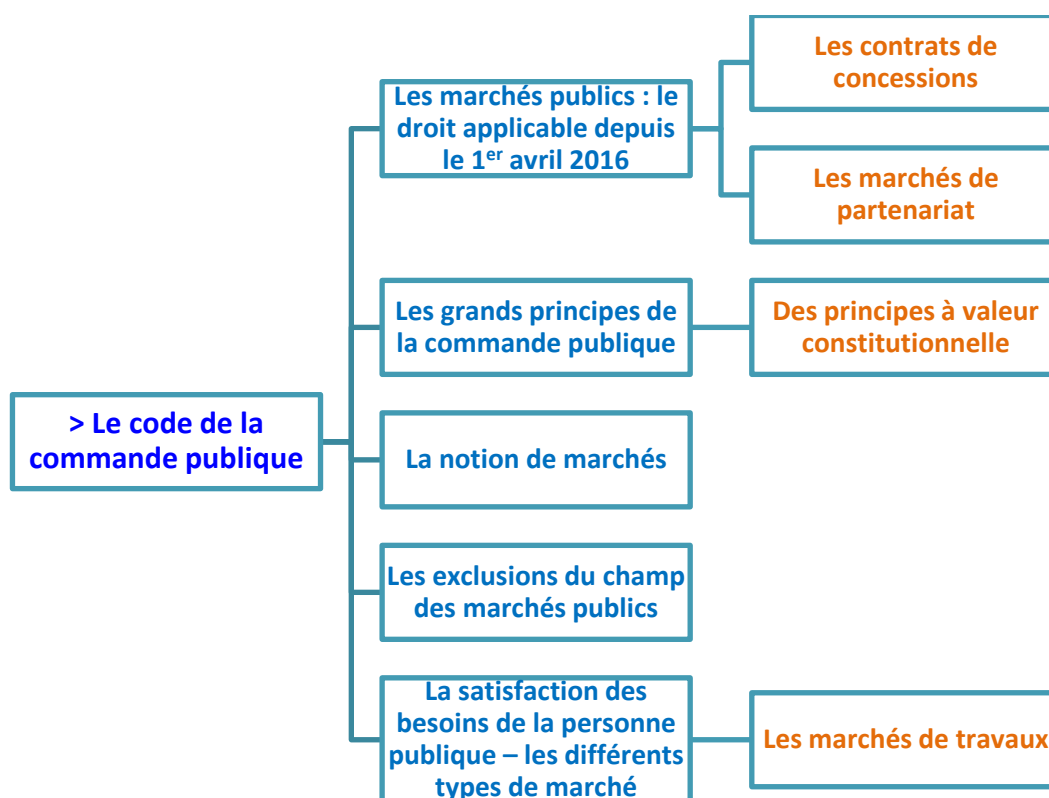 Les contrats de
concessions
Les marchés publics : le
droit applicable depuis
le 1er avril 2016
Les marchés de
partenariat
Les grands principes de
la commande publique
Des principes à valeur
constitutionnelle
> Le code de la
commande publique
La notion de marchés
Les exclusions du champ
des marchés publics
La satisfaction des
besoins de la personne
publique – les différents
types de marché
Les marchés de travaux